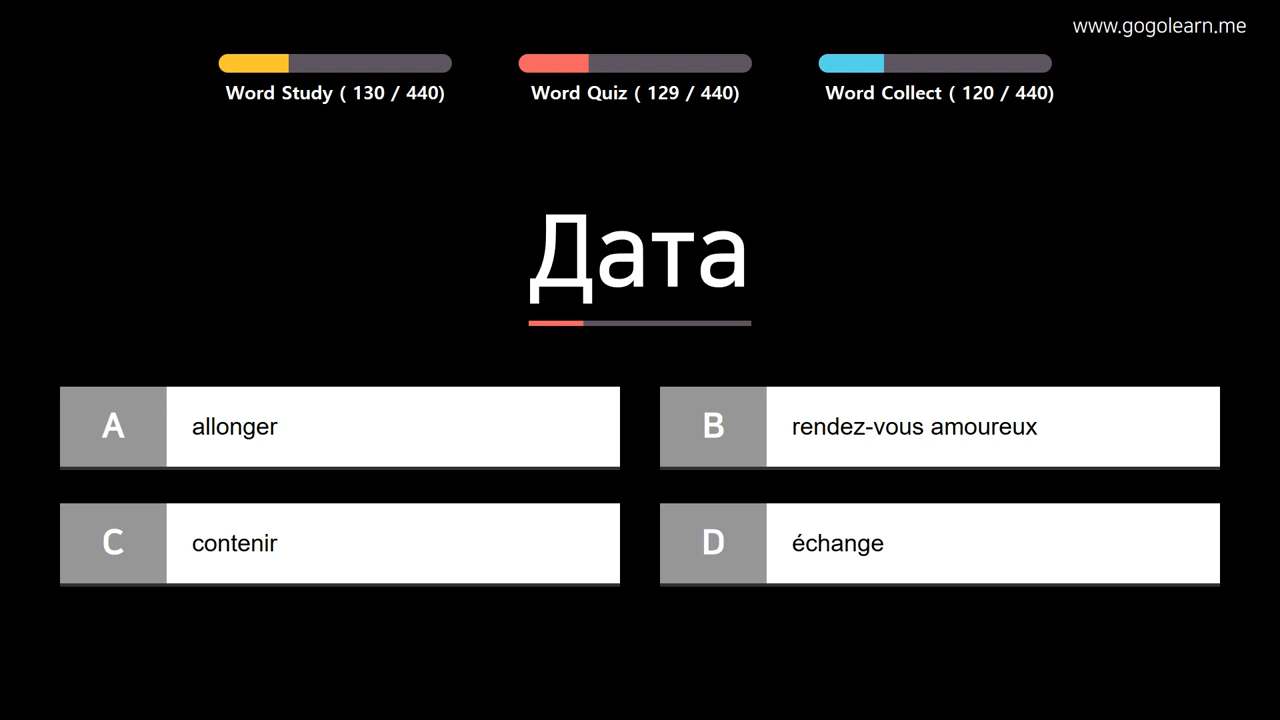 www.gogolearn.me
Word Study ( 130 / 440)
Word Quiz ( 129 / 440)
Word Collect ( 120 / 440)
Дата
A allonger
B rendez-vous amoureux
C contenir
D échange